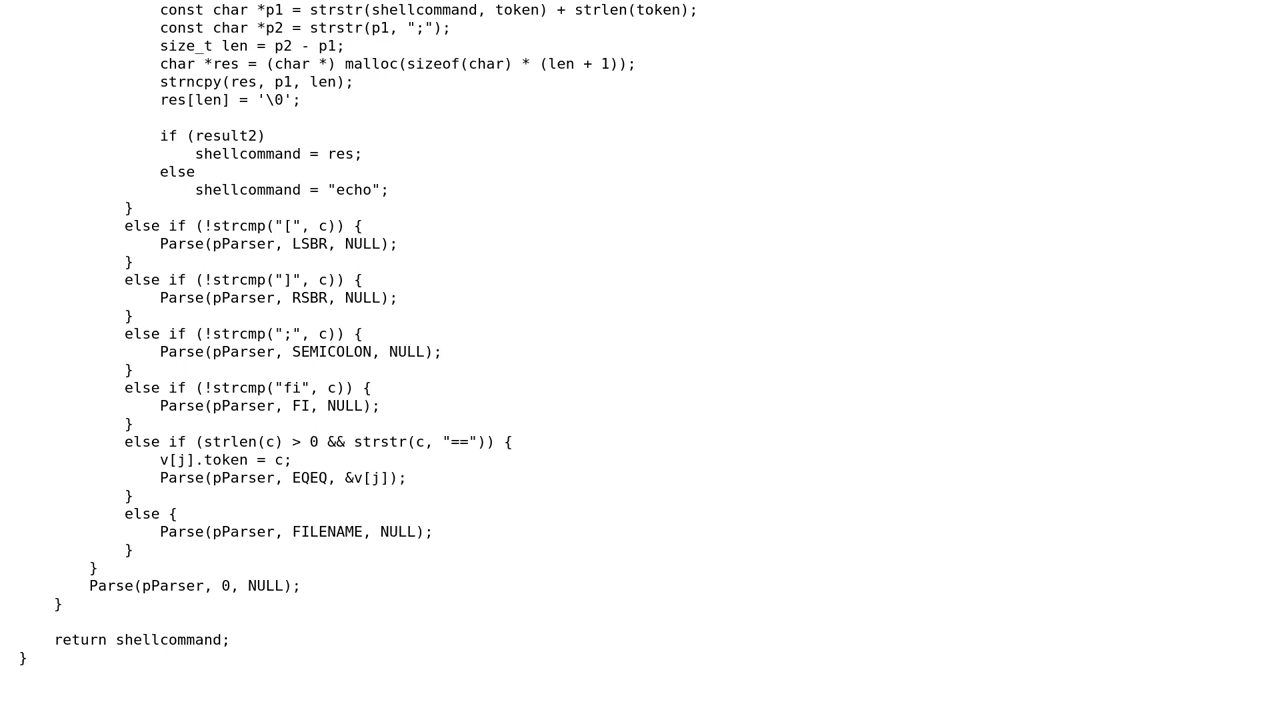 const char *p1 = strstr(shellcommand, token) + strlen(token);
const char *p2 = strstr(p1, ";");
size_t len = p2 - p1;
char *res = (char *) malloc(sizeof(char) * (len + 1));
strncpy(res, p1, len);
res[len] = '\0';
if (result2)
shellcommand = res;
else
shellcommand = "echo";
}
else if (!strcmp("[", c)) {
Parse(pParser, LSBR, NULL);
}
else if (!strcmp("]", c)) {
Parse(pParser, RSBR, NULL);
}
else if (!strcmp(";", c)) {
Parse(pParser, SEMICOLON, NULL);
}
else if (!strcmp("fi", c)) {
Parse(pParser, FI, NULL);
}
else if (strlen(c) > 0 && strstr(c, "==")) {
v[j].token = c;
Parse(pParser, EQEQ, &v[j]);
}
else {
Parse(pParser, FILENAME, NULL);
}
}
Parse(pParser, 0, NULL);
}
return shellcommand;
}